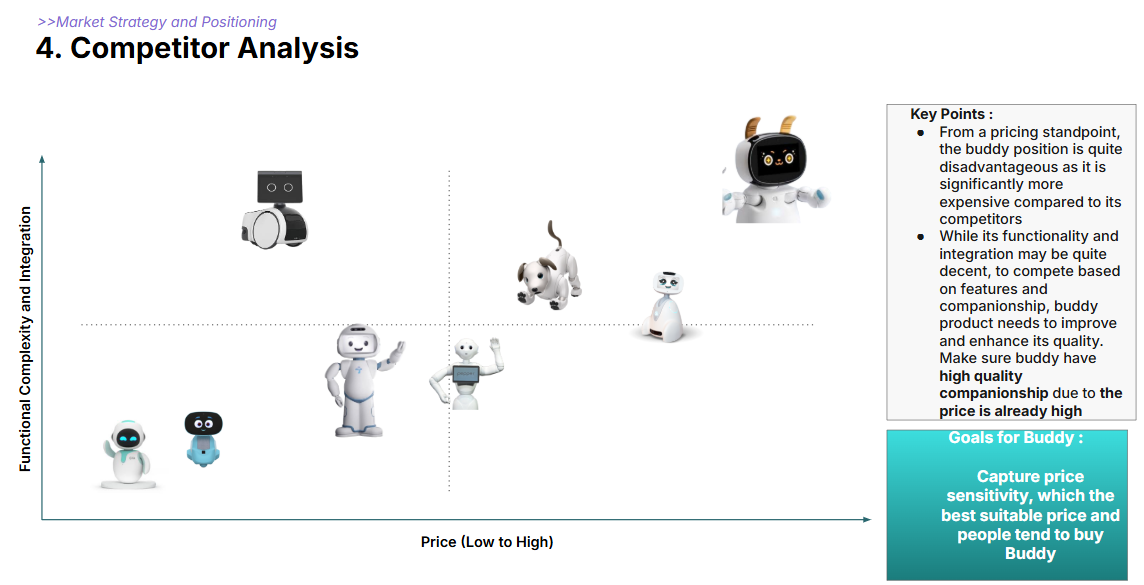 >>Market Strategy and Positioning
4. Competitor Analysis
Functional Complexity and Integration
Price (Low to High)
Key Points :
● From a pricing standpoint,
the buddy position is quite
disadvantageous as it is
significantly more
expensive compared to its
competitors
● While its functionality and
integration may be quite
decent, to compete based
on features and
companionship, buddy
product needs to improve
and enhance its quality.
Make sure buddy have
high quality
companionship due to the
price is already high
Goals for Buddy :
Capture price
sensitivity, which the
best suitable price and
people tend to buy
Buddy